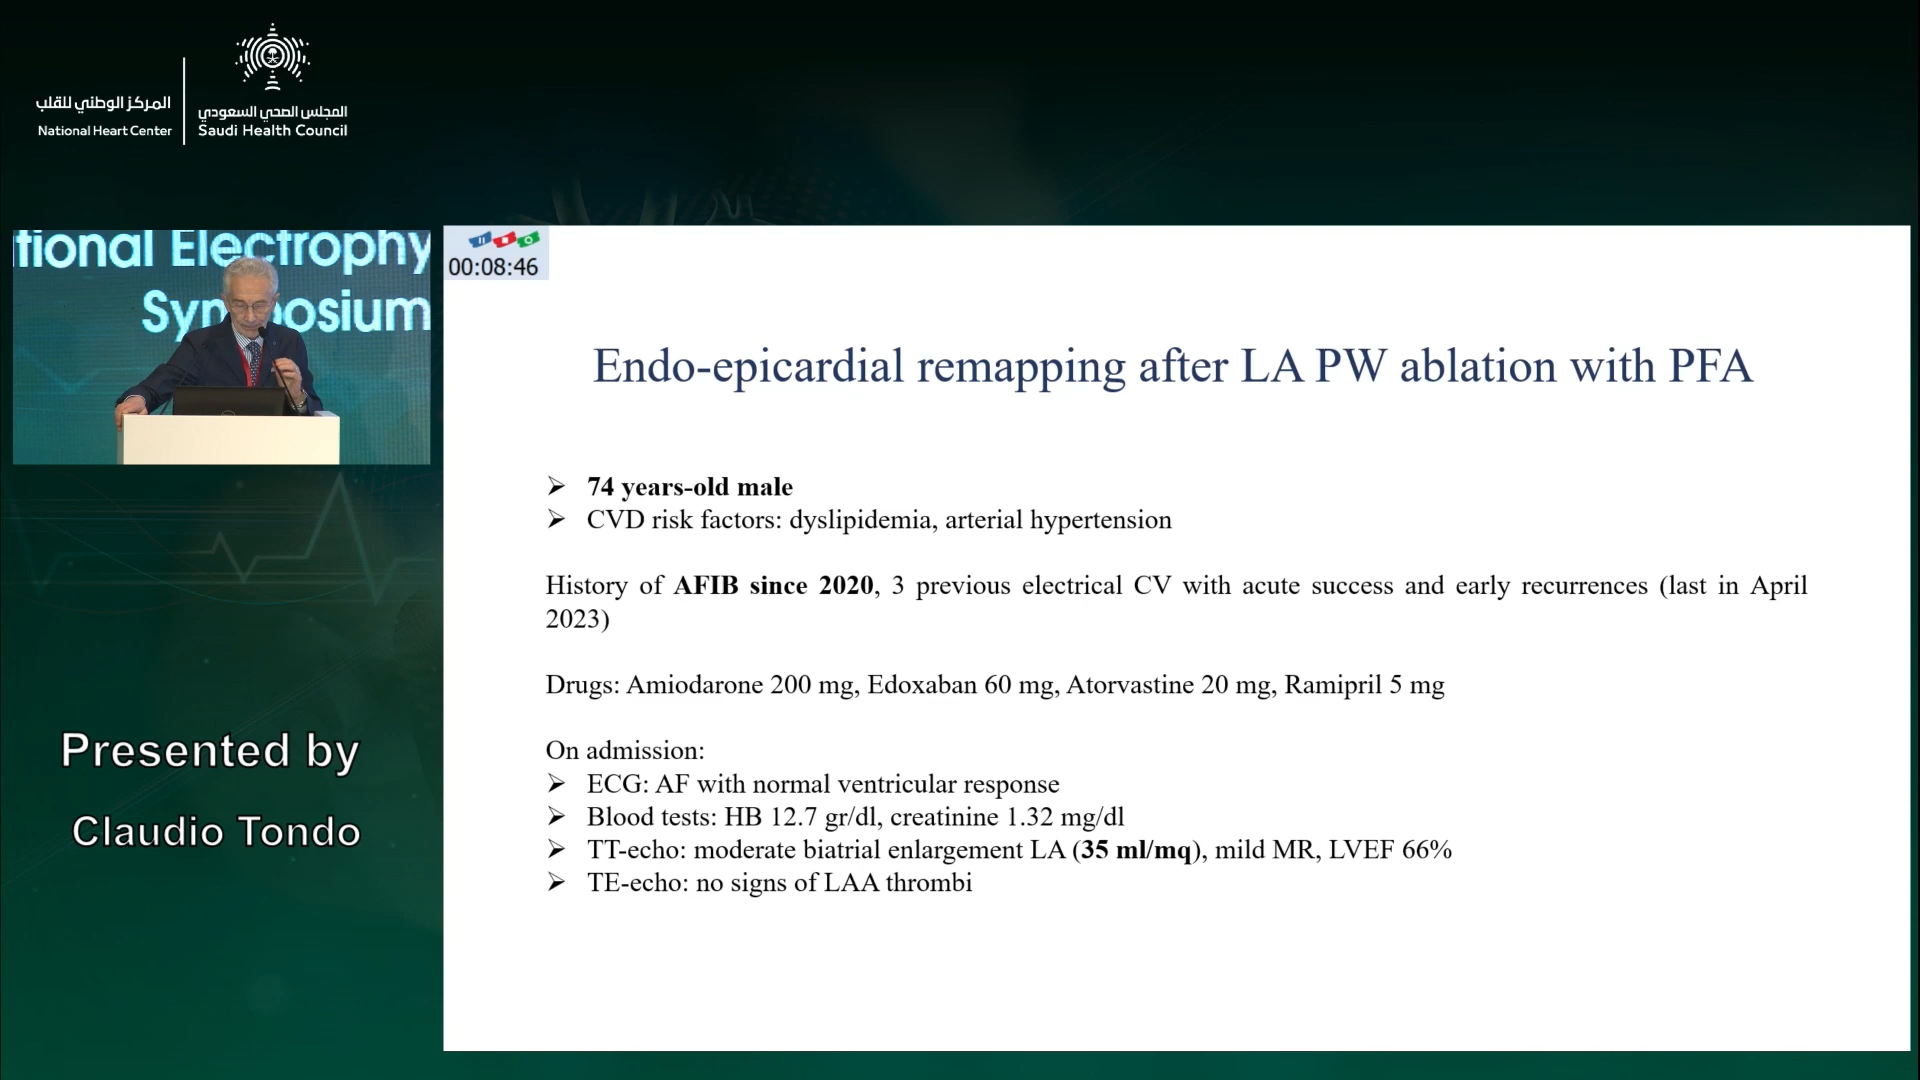 المركز الوطني للقلب
National Heart Center
المجلس الصحي السعودي
Saudi Health Council
tional Electrophy
Symposium
00:08:46
Endo-epicardial remapping after LA PW ablation with PFA
➢ 74 years-old male
➢ CVD risk factors: dyslipidemia, arterial hypertension
History of AFIB since 2020, 3 previous electrical CV with acute success and early recurrences (last in April
2023)
Drugs: Amiodarone 200 mg, Edoxaban 60 mg, Atorvastine 20 mg, Ramipril 5 mg
On admission:
➢ ECG: AF with normal ventricular response
➢ Blood tests: HB 12.7 gr/dl, creatinine 1.32 mg/dl
➢ TT-echo: moderate biatrial enlargement LA (35 ml/mq), mild MR, LVEF 66%
➢ TE-echo: no signs of LAA thrombi
Presented by
Claudio Tondo